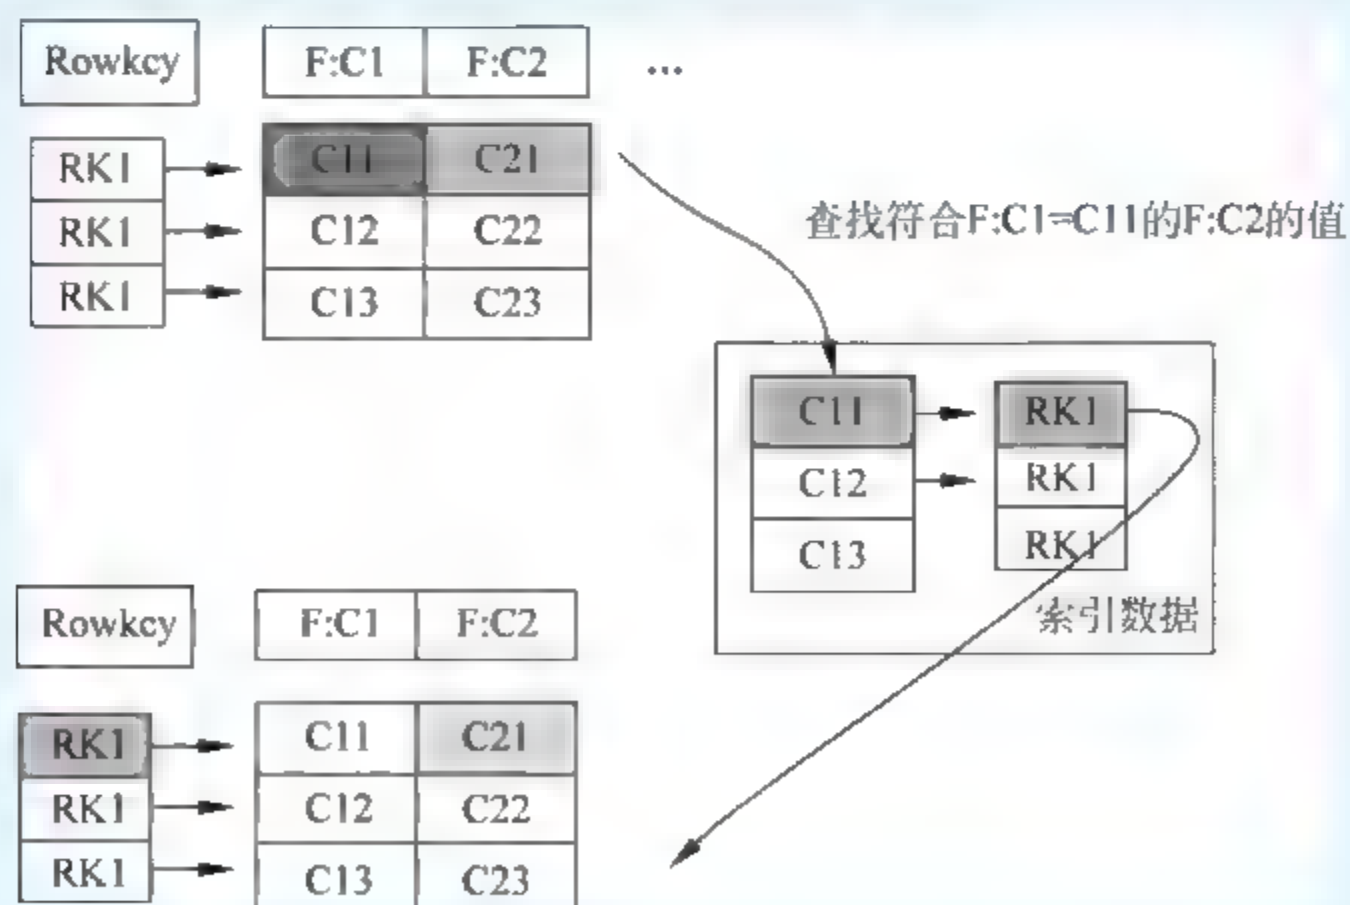 Rowkey F:C1 F:C2 ...
RK1 C11 C21
RK1 C12 C22
RK1 C13 C23
查找符合F:C1=C11的F:C2的值
C11 RK1
C12 RK1
C13 RK1
索引数据
Rowkey F:C1 F:C2
RK1 C11 C21
RK1 C12 C22
RK1 C13 C23